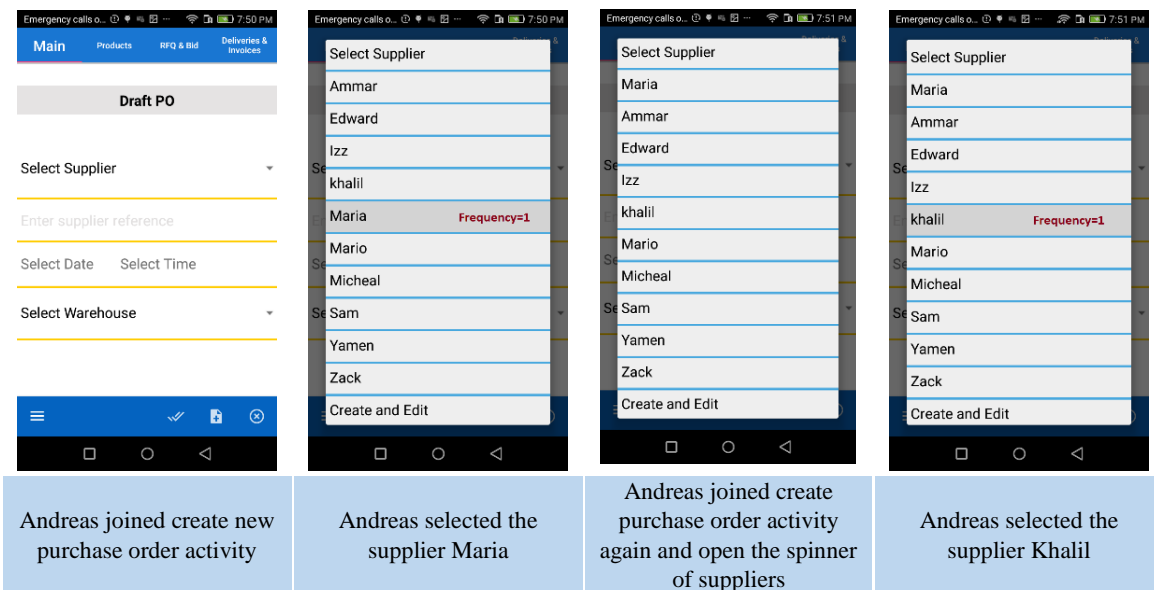 Emergency calls o... 7:50 PM
Main Products RFQ & Bid Deliveries &
Invoices
Draft PO
Select Supplier
Enter supplier reference
Select Date Select Time
Select Warehouse
Andreas joined create new
purchase order activity
Emergency calls o... 7:50 PM
Select Supplier
Ammar
Edward
Izz
khalil
Maria Frequency=1
Mario
Micheal
Sam
Yamen
Zack
Create and Edit
Andreas selected the
supplier Maria
Emergency calls o... 7:51 PM
Select Supplier
Maria
Ammar
Edward
Izz
khalil
Mario
Micheal
Sam
Yamen
Zack
Create and Edit
Andreas joined create
purchase order activity
again and open the spinner
of suppliers
Emergency calls o... 7:51 PM
Select Supplier
Maria
Ammar
Edward
Izz
khalil Frequency=1
Mario
Micheal
Sam
Yamen
Zack
Create and Edit
Andreas selected the
supplier Khalil